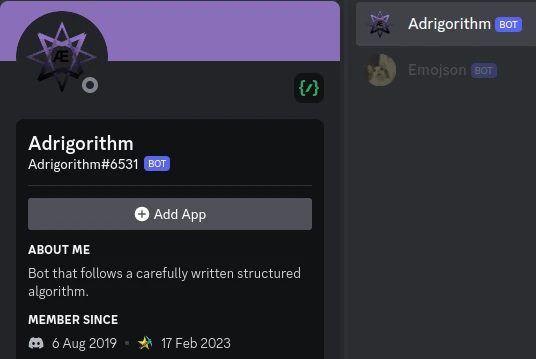 Æ
{/}
Adrigorithm
Adrigorithm#6531 BOT
Add App
ABOUT ME
Bot that follows a carefully written structured
algorithm.
MEMBER SINCE
6 Aug 2019 • 17 Feb 2023
Adrigorithm BOT
Emojson BOT